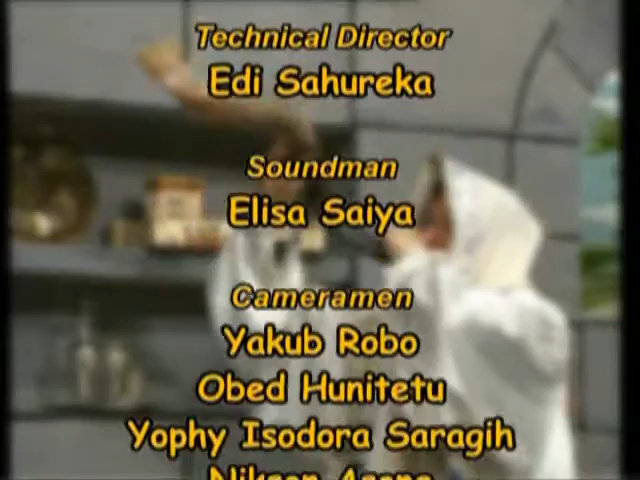 Technical Director
Edi Sahureka
Soundman
Elisa Saiya
Cameramen
Yakub Robo
Obed Hunitetu
Yophy Isodora Saragih